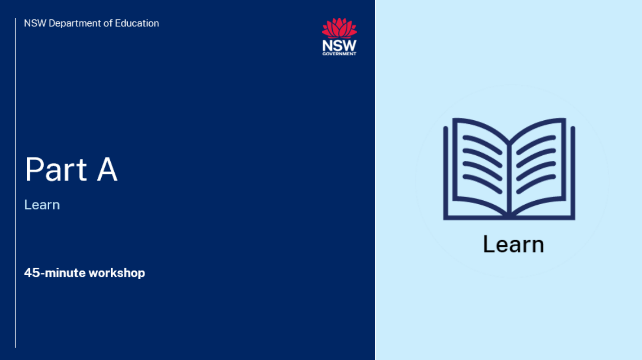 NSW Department of Education
NSW
GOVERNMENT
Part A
Learn
45-minute workshop
Learn